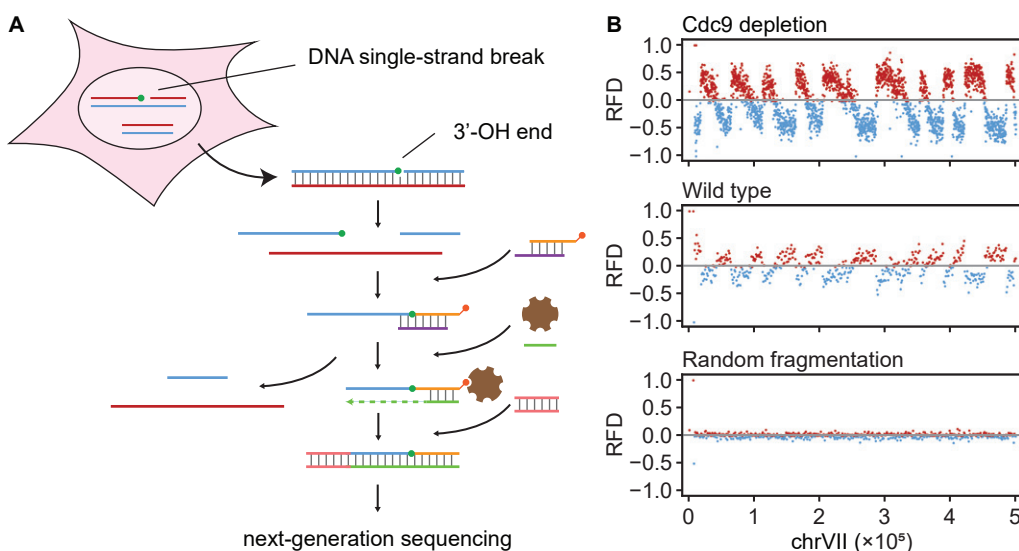 A
DNA single-strand break
3'-OH end
next-generation sequencing
B
Cdc9 depletion
1.0
0.5
0.0
−0.5
−1.0
RFD
Wild type
1.0
0.5
0.0
−0.5
−1.0
RFD
Random fragmentation
1.0
0.5
0.0
−0.5
−1.0
RFD
0 1 2 3 4 5
chrVII (×10⁵)